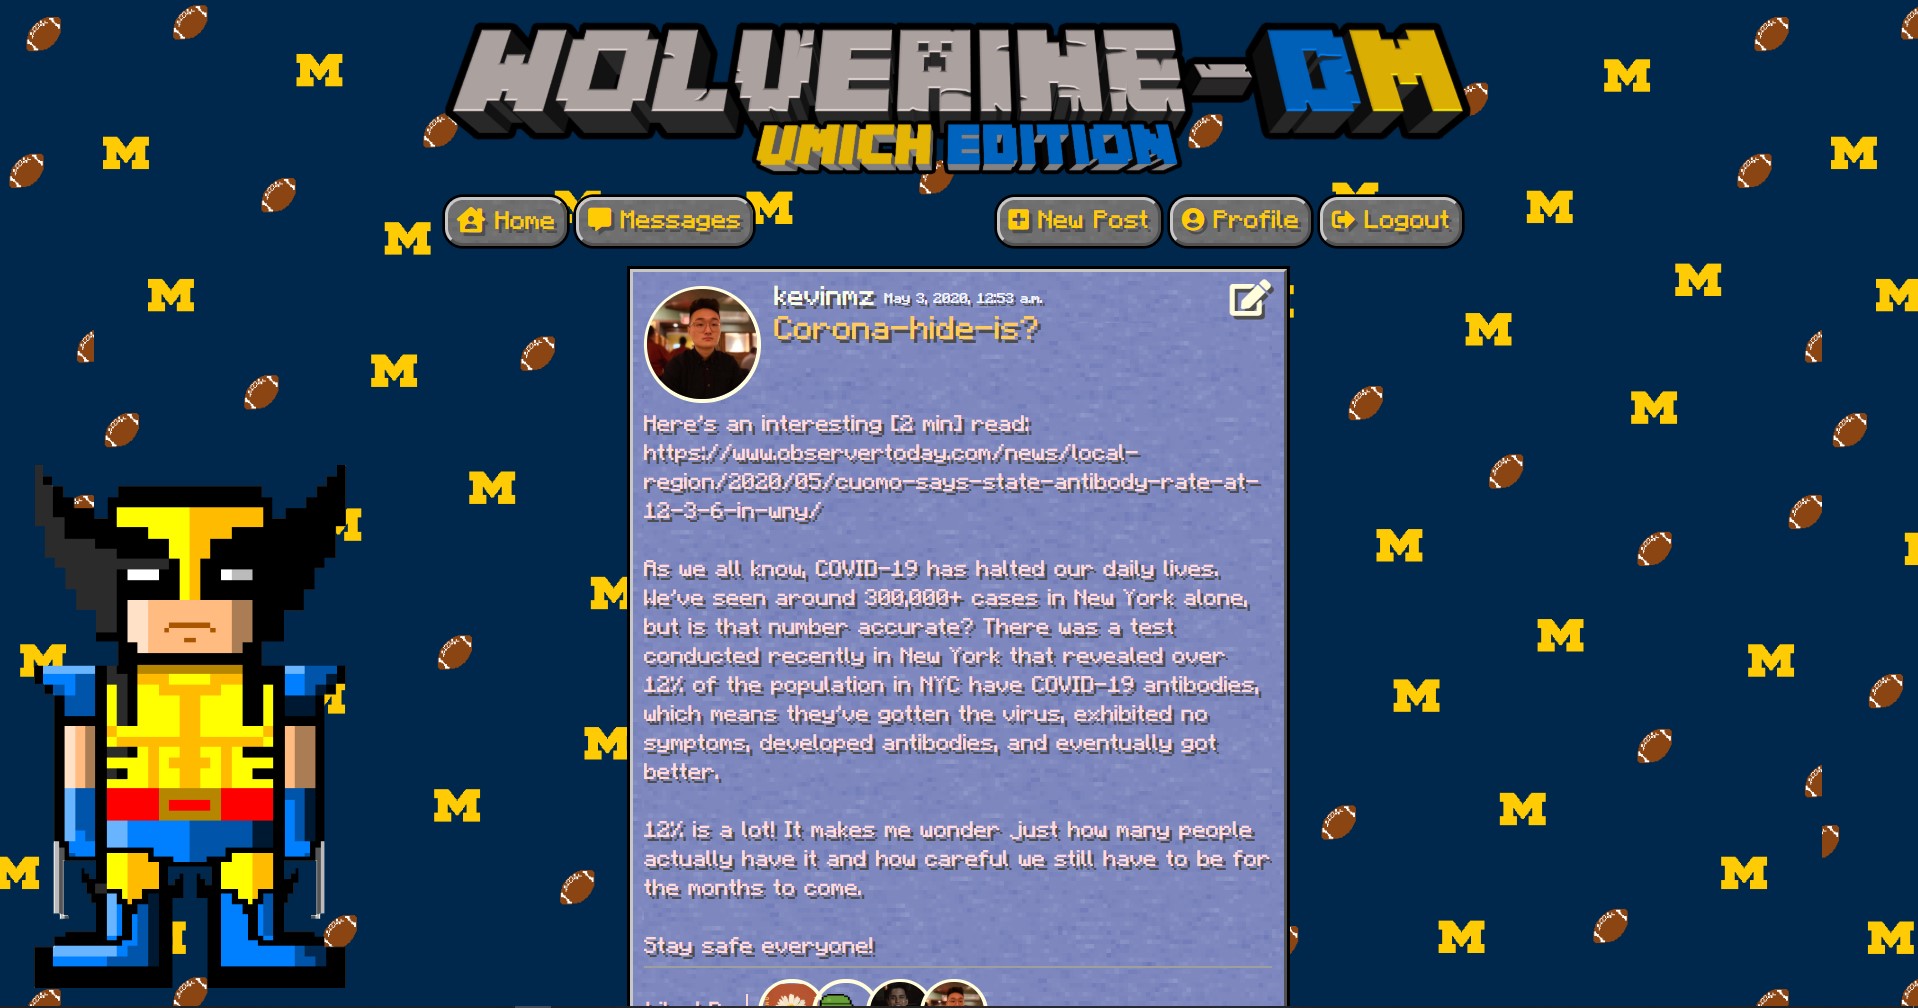 WOLVERINE-GM
UMICH EDITION
Home Messages New Post Profile Logout
kevinmz May 3, 2020, 12:53 a.m.
Corona-hide-is?
Here's an interesting [2 min] read:
https://www.observertoday.com/news/local-
region/2020/05/cuomo-says-state-antibody-rate-at-
12-3-6-in-wny/
As we all know, COVID-19 has halted our daily lives.
We've seen around 300,000+ cases in New York alone,
but is that number accurate? There was a test
conducted recently in New York that revealed over
12% of the population in NYC have COVID-19 antibodies,
which means they've gotten the virus, exhibited no
symptoms, developed antibodies, and eventually got
better.
12% is a lot! It makes me wonder just how many people
actually have it and how careful we still have to be for
the months to come.
Stay safe everyone!